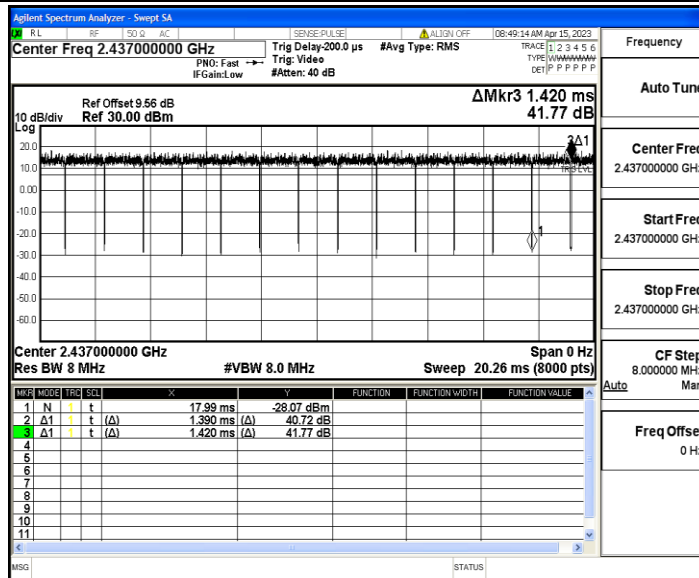 Agilent Spectrum Analyzer - Swept SA
RL RF 50 Ω AC SENSE:PULSE ALIGN OFF 08:49:14 AM Apr 15, 2023
Center Freq 2.437000000 GHz
PNO: Fast
IFGain:Low
Trig Delay-200.0 µs
Trig: Video
#Atten: 40 dB
#Avg Type: RMS
TRACE 1 2 3 4 5 6
TYPE
DET P P P P P P
Frequency
Auto Tune
Center Freq
2.437000000 GHz
Start Freq
2.437000000 GHz
Stop Freq
2.437000000 GHz
CF Step
8.000000 MHz
Auto Man
Freq Offset
0 Hz
ΔMkr3 1.420 ms
41.77 dB
Ref Offset 9.56 dB
10 dB/div Ref 30.00 dBm
Log
20.0
10.0
0.00
-10.0
-20.0
-30.0
-40.0
-50.0
-60.0
3Δ1
TRIG LVL
1
Center 2.437000000 GHz Span 0 Hz
Res BW 8 MHz #VBW 8.0 MHz Sweep 20.26 ms (8000 pts)
MKR MODE TRC SCL X Y FUNCTION FUNCTION WIDTH FUNCTION VALUE
1 N 1 t 17.99 ms -28.07 dBm
2 Δ1 1 t (Δ) 1.390 ms (Δ) 40.72 dB
3 Δ1 1 t (Δ) 1.420 ms (Δ) 41.77 dB
4
5
6
7
8
9
10
11
MSG STATUS